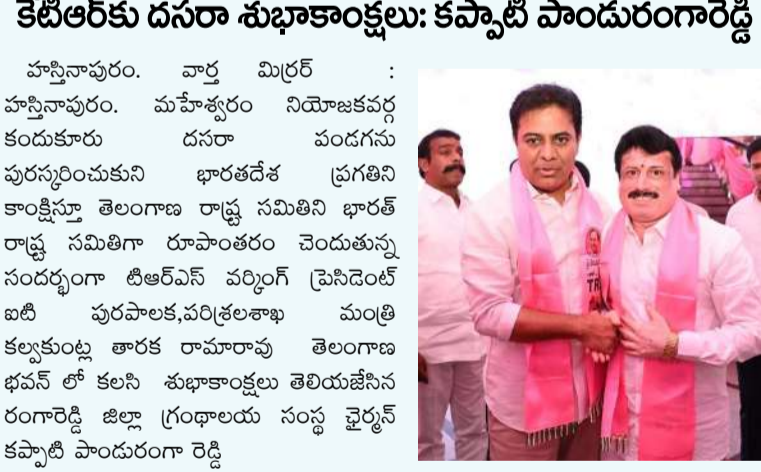 కేటిఆర్‌కు దసరా శుభాకాంక్షలు: కప్పాటి పాండురంగారెడ్డి
హస్తినాపురం. వార్త మిర్రర్ :
హస్తినాపురం. మహేశ్వరం నియోజకవర్గ
కందుకూరు దసరా పండగను
పురస్కరించుకుని భారతదేశ ప్రగతిని
కాంక్షిస్తూ తెలంగాణ రాష్ట్ర సమితిని భారత్
రాష్ట్ర సమితిగా రూపాంతరం చెందుతున్న
సందర్భంగా టిఆర్ఎస్ వర్కింగ్ ప్రెసిడెంట్
ఐటి పురపాలక,పరిశ్రలశాఖ మంత్రి
కల్వకుంట్ల తారక రామారావు తెలంగాణ
భవన్ లో కలసి శుభాకాంక్షలు తెలియజేసిన
రంగారెడ్డి జిల్లా గ్రంథాలయ సంస్థ ఛైర్మన్
కప్పాటి పాండురంగా రెడ్డి
TR